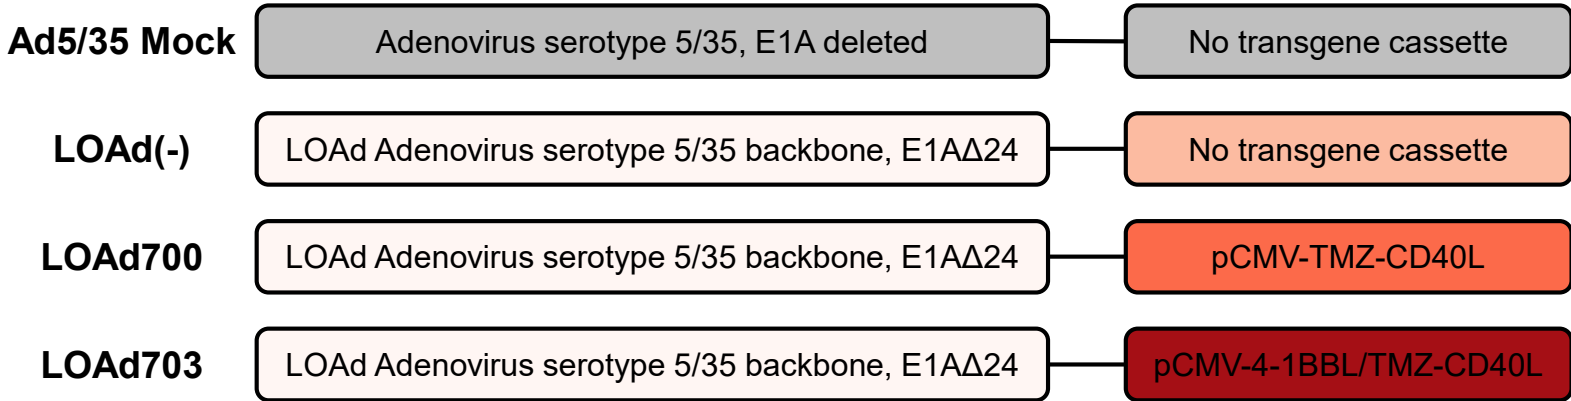 Ad5/35 Mock Adenovirus serotype 5/35, E1A deleted No transgene cassette
LOAd(-) LOAd Adenovirus serotype 5/35 backbone, E1AΔ24 No transgene cassette
LOAd700 LOAd Adenovirus serotype 5/35 backbone, E1AΔ24 pCMV-TMZ-CD40L
LOAd703 LOAd Adenovirus serotype 5/35 backbone, E1AΔ24 pCMV-4-1BBL/TMZ-CD40L